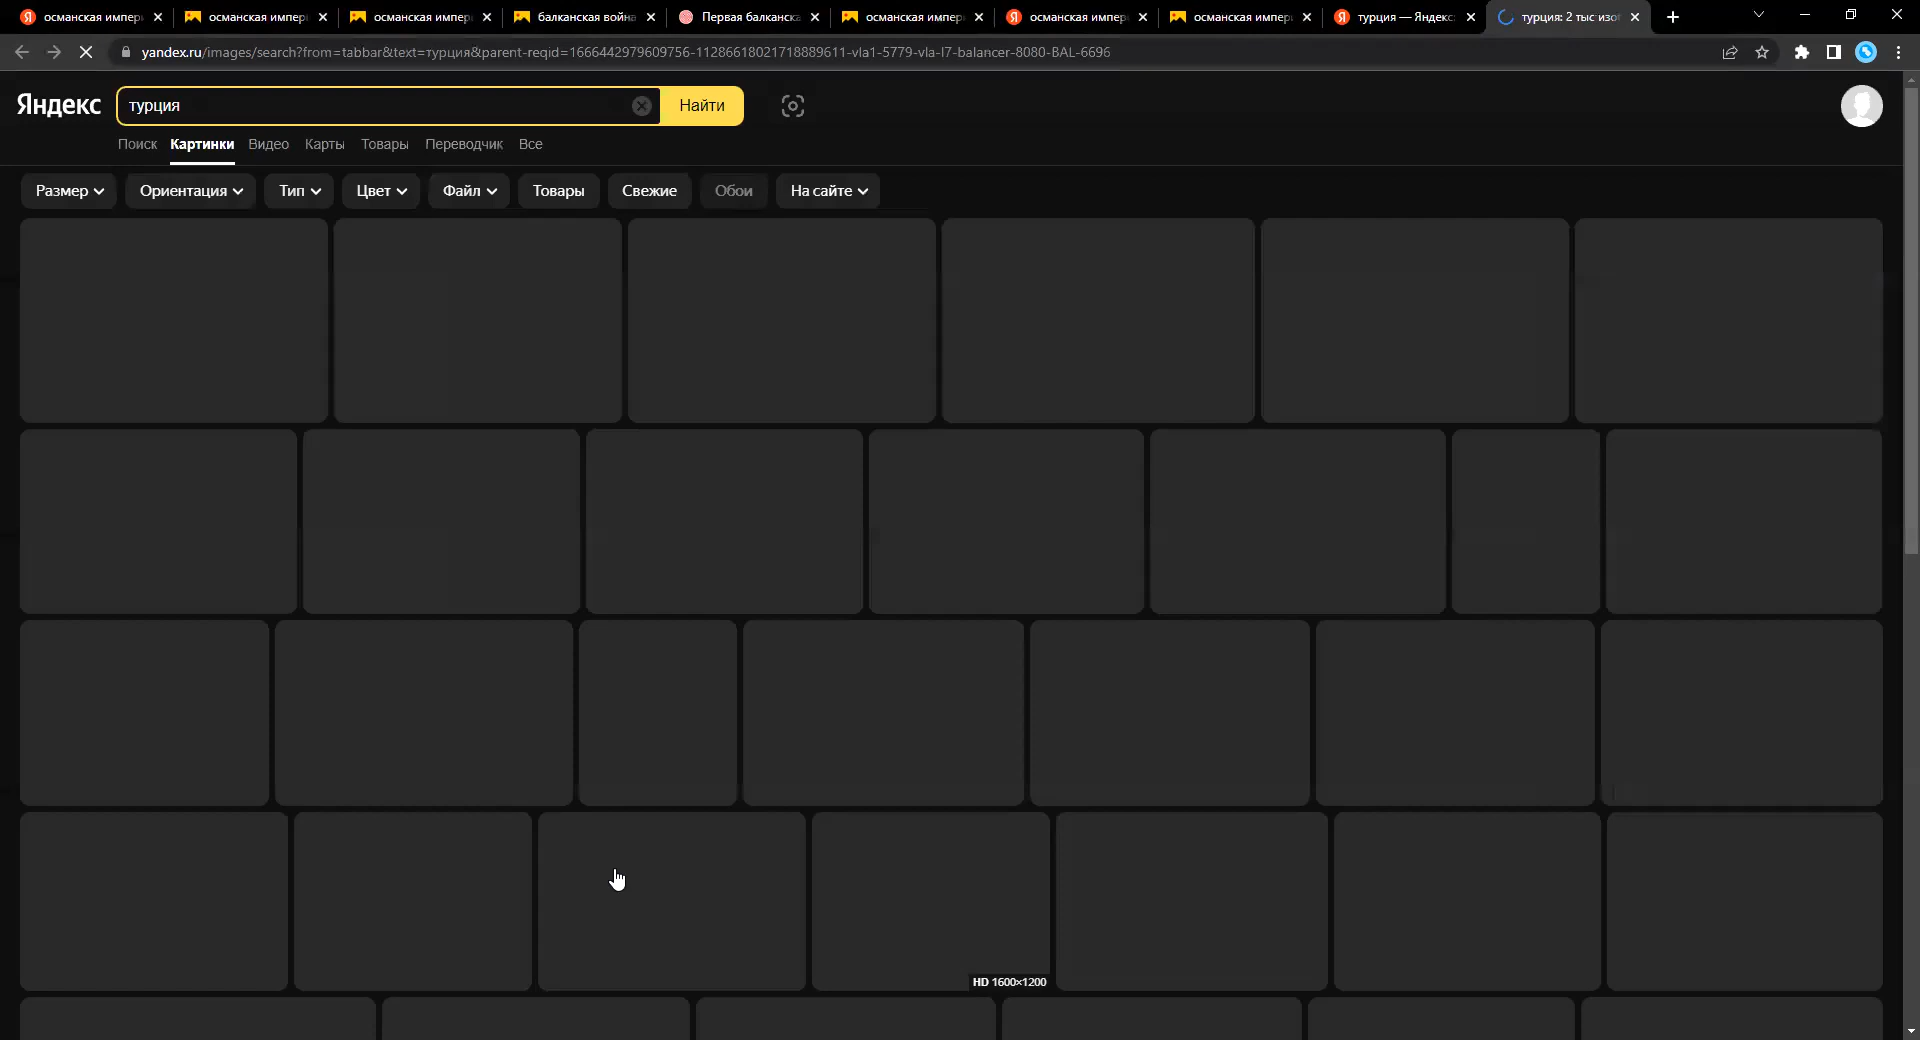 османская импер
османская импер
османская импер
балканская война
Первая балканска
османская импер
османская импер
османская импер
турция — Яндекс:
турция: 2 тыс изоб
yandex.ru/images/search?from=tabbar&text=турция&parent-reqid=1666442979609756-11286618021718889611-vla1-5779-vla-l7-balancer-8080-BAL-6696
Яндекс
турция
Найти
Поиск Картинки Видео Карты Товары Переводчик Все
Размер Ориентация Тип Цвет Файл Товары Свежие Обои На сайте
HD 1600×1200